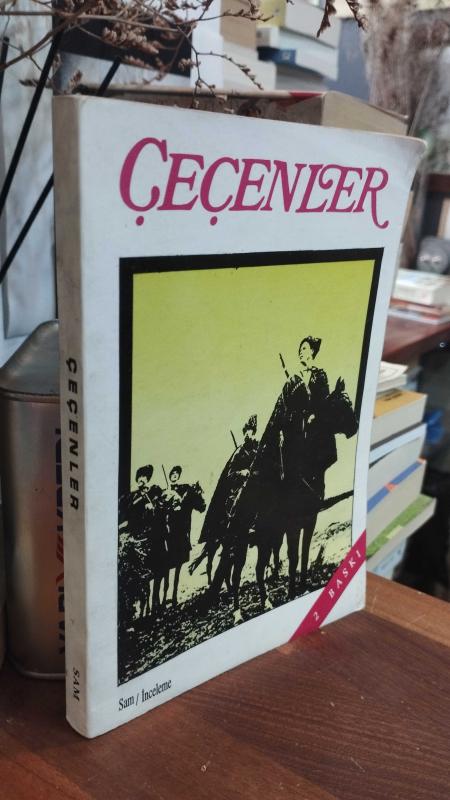 ÇEÇENLER
2. BASKI
Sam / İnceleme
ÇEÇENLER
SAM